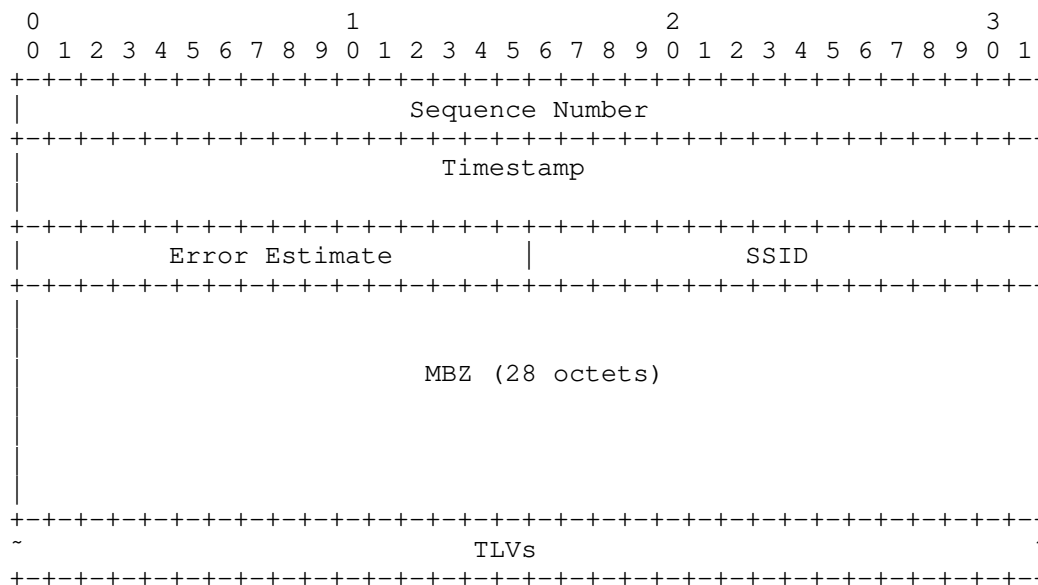 0                   1                   2                   3
 0 1 2 3 4 5 6 7 8 9 0 1 2 3 4 5 6 7 8 9 0 1 2 3 4 5 6 7 8 9 0 1
+-+-+-+-+-+-+-+-+-+-+-+-+-+-+-+-+-+-+-+-+-+-+-+-+-+-+-+-+-+-+-+-
|                        Sequence Number
+-+-+-+-+-+-+-+-+-+-+-+-+-+-+-+-+-+-+-+-+-+-+-+-+-+-+-+-+-+-+-+-
|                          Timestamp
|
+-+-+-+-+-+-+-+-+-+-+-+-+-+-+-+-+-+-+-+-+-+-+-+-+-+-+-+-+-+-+-+-
|         Error Estimate        |             SSID
+-+-+-+-+-+-+-+-+-+-+-+-+-+-+-+-+-+-+-+-+-+-+-+-+-+-+-+-+-+-+-+-
|
|
|                         MBZ (28 octets)
|
|
|
|
+-+-+-+-+-+-+-+-+-+-+-+-+-+-+-+-+-+-+-+-+-+-+-+-+-+-+-+-+-+-+-+-
~                            TLVs                               ~
+-+-+-+-+-+-+-+-+-+-+-+-+-+-+-+-+-+-+-+-+-+-+-+-+-+-+-+-+-+-+-+-